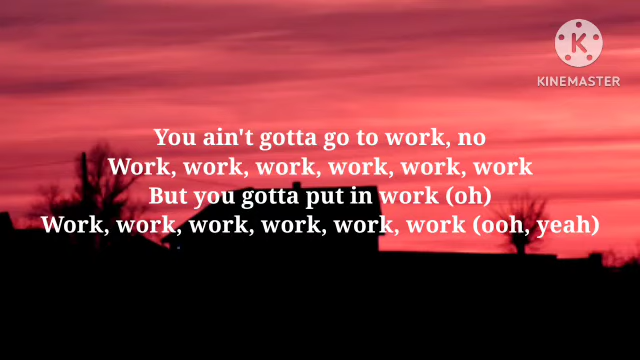 K
KINEMASTER
You ain't gotta go to work, no
Work, work, work, work, work, work
But you gotta put in work (oh)
Work, work, work, work, work, work (ooh, yeah)